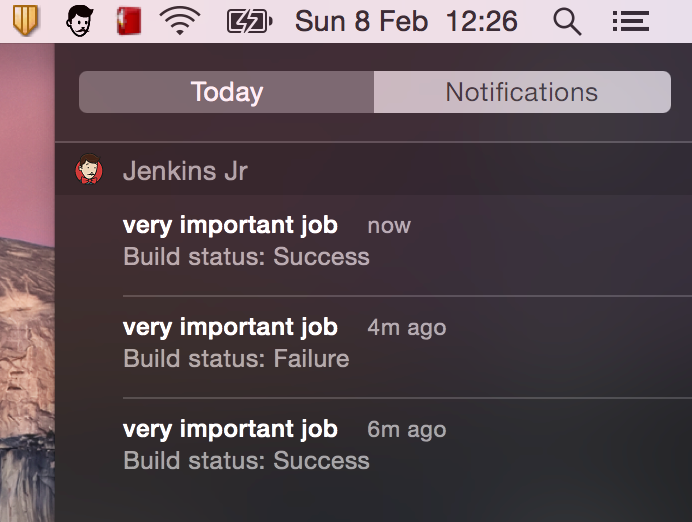 Sun 8 Feb 12:26
Today Notifications
Jenkins Jr
very important job now
Build status: Success
very important job 4m ago
Build status: Failure
very important job 6m ago
Build status: Success